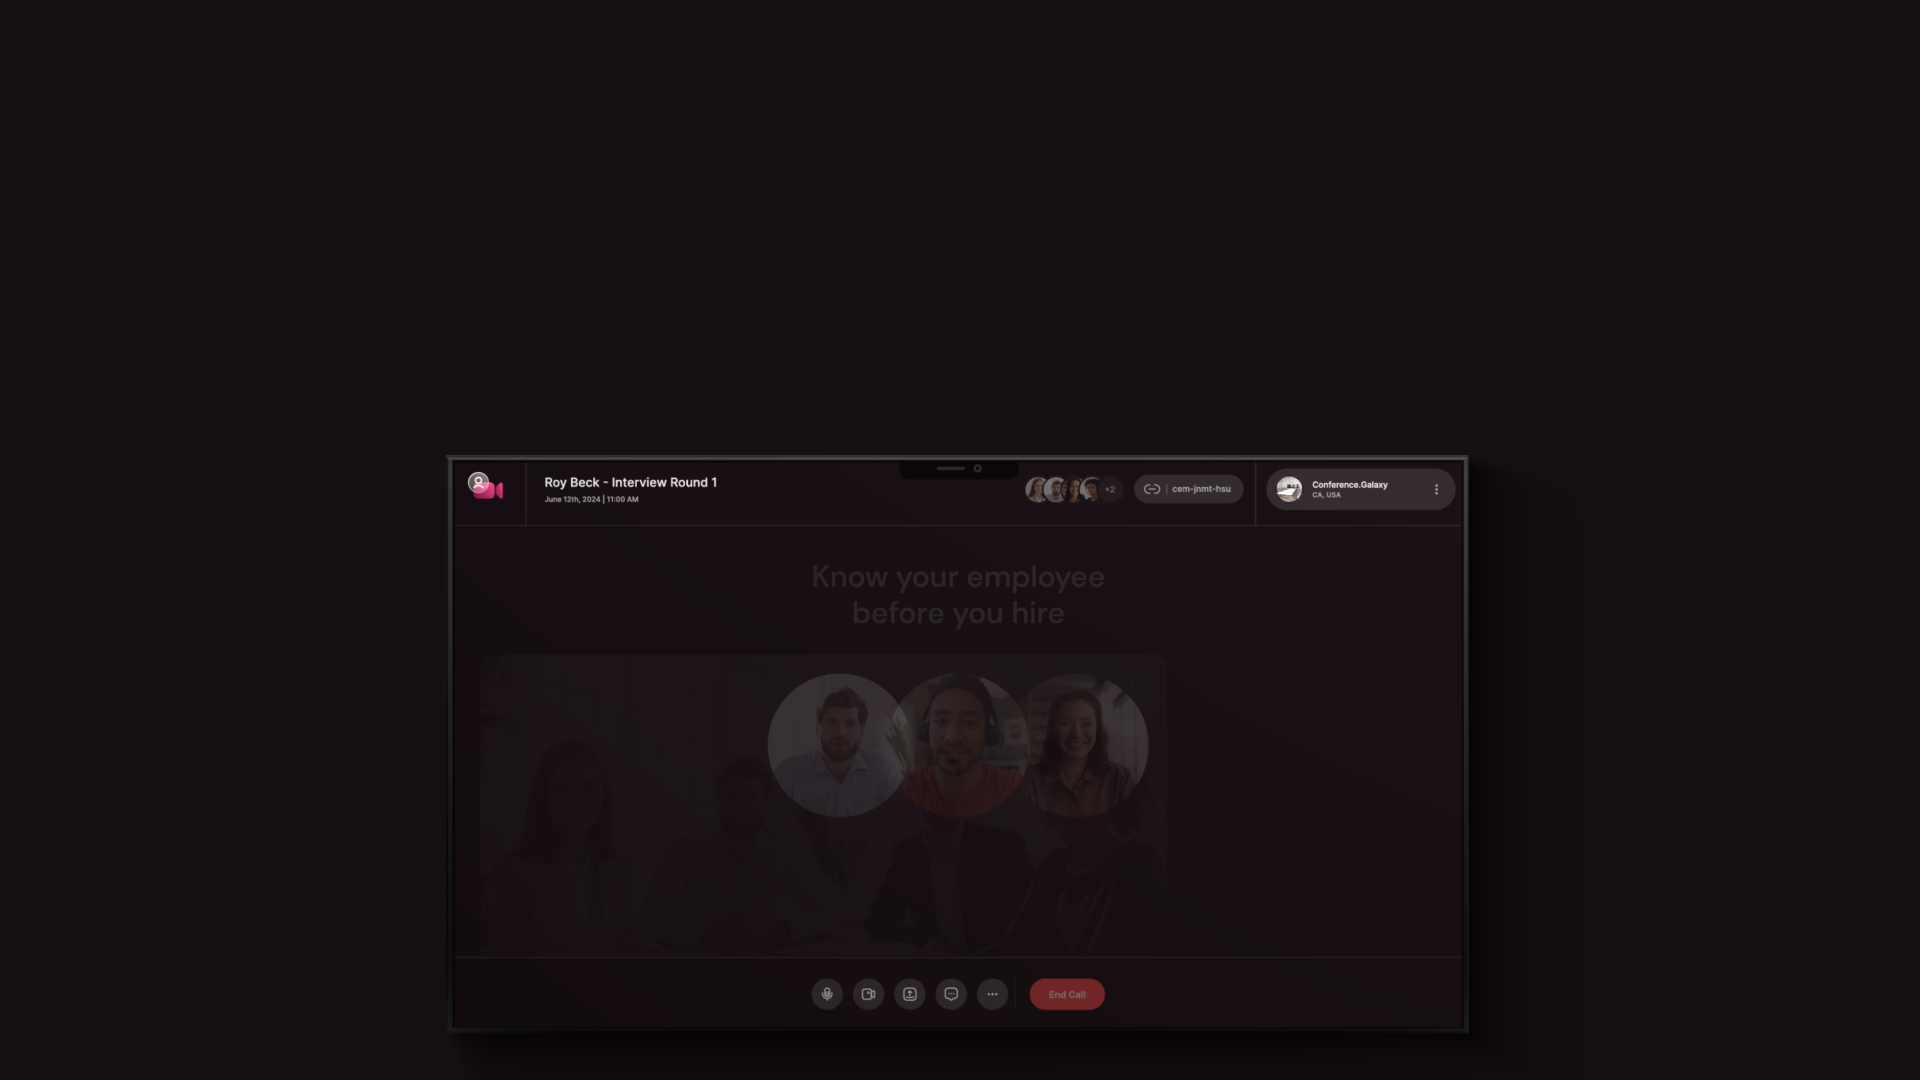 Roy Beck - Interview Round 1
June 12th, 2024 | 11:00 AM
+2
cem-jnmt-hsu
Conference.Galaxy
CA, USA
Know your employee
before you hire
End Call